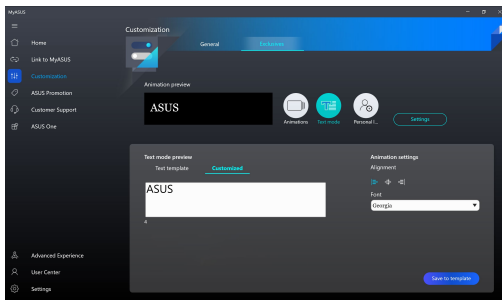 MyASUS
Customization
Home
General
Exclusives
Link to MyASUS
Customization
ASUS Promotion
Customer Support
ASUS One
Animation preview
ASUS
Animations
Text mode
Personal I...
Settings
Text mode preview
Text template
Customized
ASUS
4
Animation settings
Alignment
Font
Georgia
Save to template
Advanced Experience
User Center
Settings